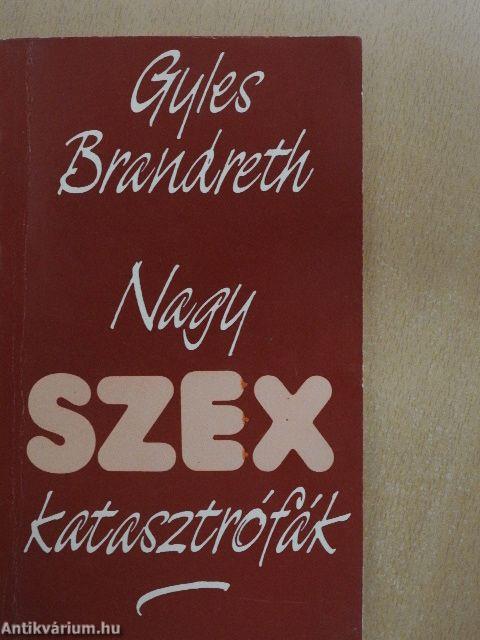 Gyles
Brandreth
Nagy
SZEX
katasztrófák
Antikvárium.hu